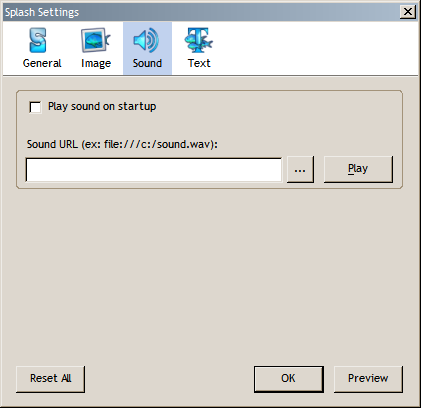 Splash Settings
General Image Sound Text
Play sound on startup
Sound URL (ex: file:///c:/sound.wav):
... Play
Reset All OK Preview